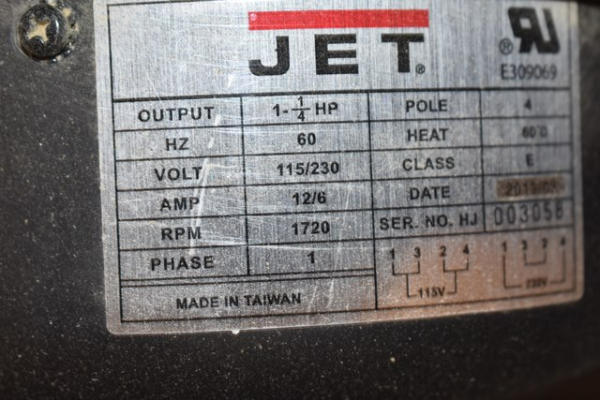 JET®
® RU
E309069
OUTPUT 1-1/4 HP POLE 4
HZ 60 HEAT 60°C
VOLT 115/230 CLASS E
AMP 12/6 DATE
RPM 1720 SER. NO. HJ 003056
PHASE 1
1 3 2 4 1 3 2 4
115V 230V
MADE IN TAIWAN